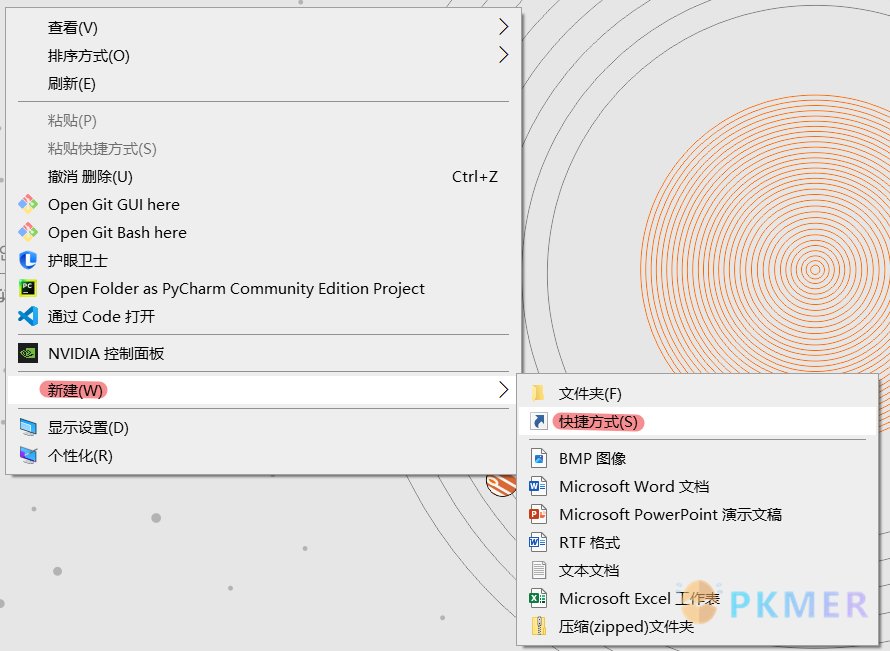 查看(V)
排序方式(O)
刷新(E)
粘贴(P)
粘贴快捷方式(S)
撤消 删除(U) Ctrl+Z
Open Git GUI here
Open Git Bash here
护眼卫士
Open Folder as PyCharm Community Edition Project
通过 Code 打开
NVIDIA 控制面板
新建(W)
显示设置(D)
个性化(R)
文件夹(F)
快捷方式(S)
BMP 图像
Microsoft Word 文档
Microsoft PowerPoint 演示文稿
RTF 格式
文本文档
Microsoft Excel 工作表
压缩(zipped)文件夹
PKMER